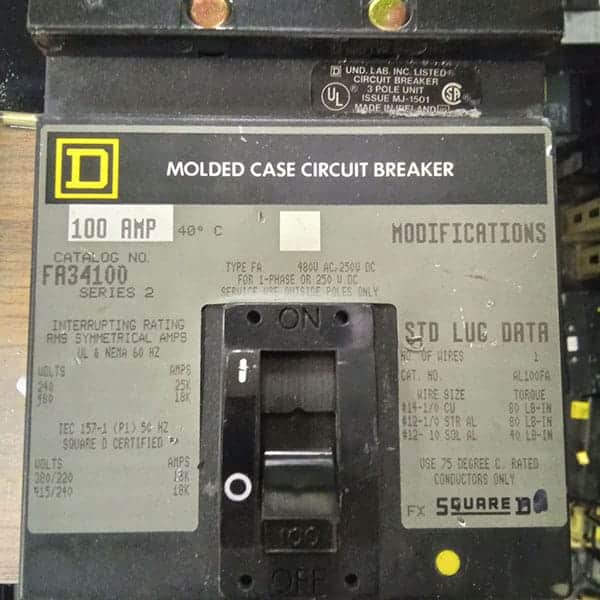 D UND. LAB. INC. LISTED
CIRCUIT BREAKER
UL ® 3 POLE UNIT SA ®
ISSUE MJ-1501
MADE IN IRELAND
D MOLDED CASE CIRCUIT BREAKER
100 AMP 40° C
MODIFICATIONS
CATALOG NO.
FA34100
SERIES 2
TYPE FA 480V AC, 250V DC
FOR 1-PHASE OR 250 V DC
SERVICE USE OUTSIDE POLES ONLY
INTERRUPTING RATING
RMS SYMMETRICAL AMPS
UL & NEMA 60 HZ
VOLTS AMPS
240 25K
480 18K
IEC 157-1 (P1) 50 HZ
SQUARE D CERTIFIED
VOLTS AMPS
380/220 18K
415/240 18K
ON
I
O
100
OFF
STD LUG DATA
NO OF WIRES 1
CAT. NO. AL100FA
WIRE SIZE TORQUE
#14-1/0 CU 80 LB-IN
#12-1/0 STR AL 80 LB-IN
#12- 10 SOL AL 40 LB-IN
USE 75 DEGREE C. RATED
CONDUCTORS ONLY
FX SQUARE D